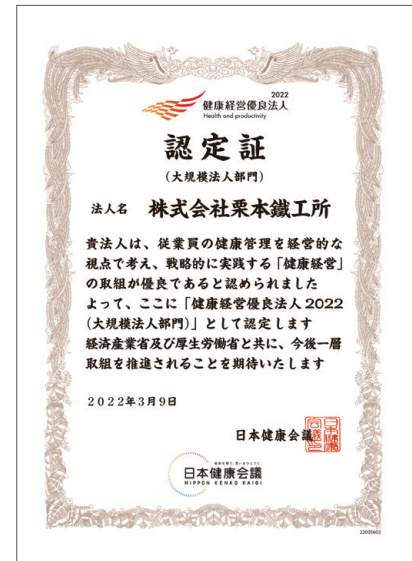 2022
健康経営優良法人
Health and productivity
認定証
(大規模法人部門)
法人名 株式会社栗本鐵工所
貴法人は、従業員の健康管理を経営的な
視点で考え、戦略的に実践する「健康経営」
の取組が優良であると認められました
よって、ここに「健康経営優良法人2022
(大規模法人部門)」として認定します
経済産業省及び厚生労働省と共に、今後一層
取組を推進されることを期待いたします
2022年3月9日
日本健康会議
日本健康会議
NIPPON KENKO KAIGI